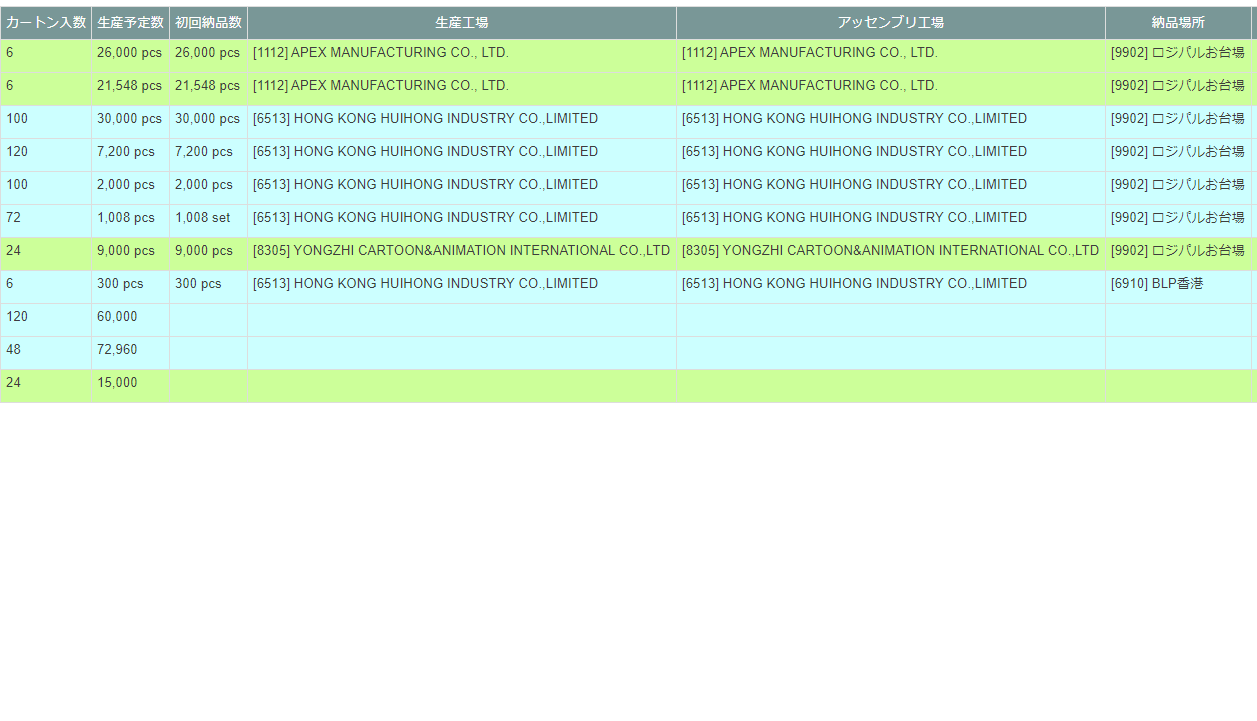 カートン入数 生産予定数 初回納品数 生産工場 アッセンブリ工場 納品場所
6 26,000 pcs 26,000 pcs [1112] APEX MANUFACTURING CO., LTD. [1112] APEX MANUFACTURING CO., LTD. [9902] ロジパルお台場
6 21,548 pcs 21,548 pcs [1112] APEX MANUFACTURING CO., LTD. [1112] APEX MANUFACTURING CO., LTD. [9902] ロジパルお台場
100 30,000 pcs 30,000 pcs [6513] HONG KONG HUIHONG INDUSTRY CO.,LIMITED [6513] HONG KONG HUIHONG INDUSTRY CO.,LIMITED [9902] ロジパルお台場
120 7,200 pcs 7,200 pcs [6513] HONG KONG HUIHONG INDUSTRY CO.,LIMITED [6513] HONG KONG HUIHONG INDUSTRY CO.,LIMITED [9902] ロジパルお台場
100 2,000 pcs 2,000 pcs [6513] HONG KONG HUIHONG INDUSTRY CO.,LIMITED [6513] HONG KONG HUIHONG INDUSTRY CO.,LIMITED [9902] ロジパルお台場
72 1,008 pcs 1,008 set [6513] HONG KONG HUIHONG INDUSTRY CO.,LIMITED [6513] HONG KONG HUIHONG INDUSTRY CO.,LIMITED [9902] ロジパルお台場
24 9,000 pcs 9,000 pcs [8305] YONGZHI CARTOON&ANIMATION INTERNATIONAL CO.,LTD [8305] YONGZHI CARTOON&ANIMATION INTERNATIONAL CO.,LTD [9902] ロジパルお台場
6 300 pcs 300 pcs [6513] HONG KONG HUIHONG INDUSTRY CO.,LIMITED [6513] HONG KONG HUIHONG INDUSTRY CO.,LIMITED [6910] BLP香港
120 60,000
48 72,960
24 15,000